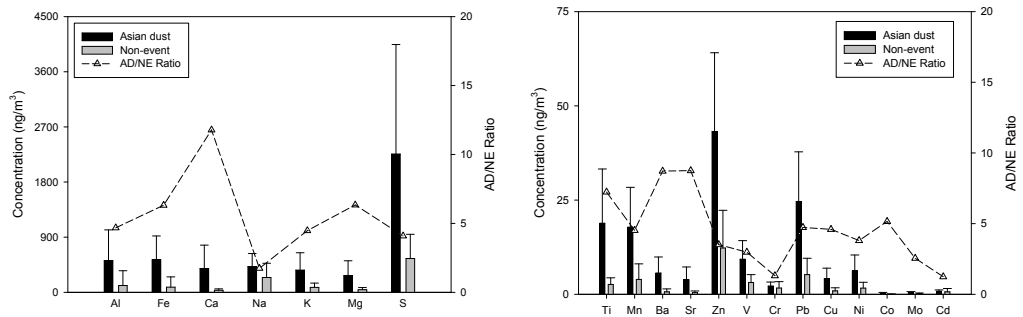 4500
3600
2700
1800
900
0
Concentration (ng/m³)
Asian dust
Non-event
AD/NE Ratio
20
15
10
5
0
AD/NE Ratio
Al Fe Ca Na K Mg S
75
50
25
0
Concentration (ng/m³)
Asian dust
Non-event
AD/NE Ratio
20
15
10
5
0
AD/NE Ratio
Ti Mn Ba Sr Zn V Cr Pb Cu Ni Co Mo Cd